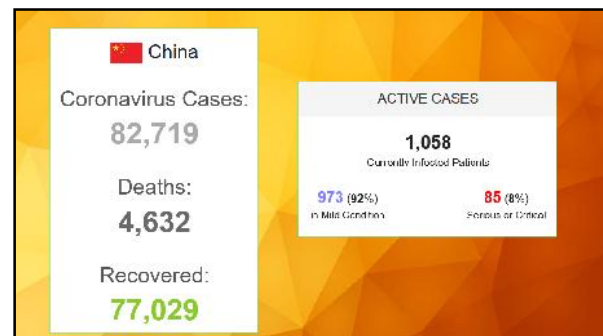 China
Coronavirus Cases:
82,719
Deaths:
4,632
Recovered:
77,029
ACTIVE CASES
1,058
Currently Infected Patients
973 (92%)
in Mild Condition
85 (8%)
Serious or Critical